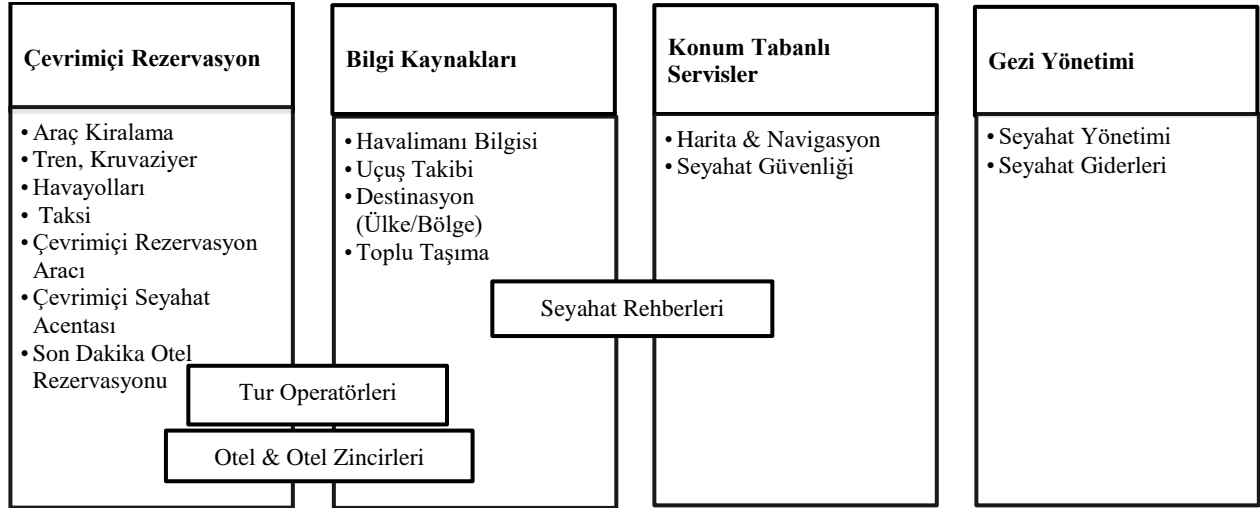 Çevrimiçi Rezervasyon
• Araç Kiralama
• Tren, Kruvaziyer
• Havayolları
• Taksi
• Çevrimiçi Rezervasyon
Aracı
• Çevrimiçi Seyahat
Acentası
• Son Dakika Otel
Rezervasyonu
Bilgi Kaynakları
• Havalimanı Bilgisi
• Uçuş Takibi
• Destinasyon
(Ülke/Bölge)
• Toplu Taşıma
Konum Tabanlı
Servisler
• Harita & Navigasyon
• Seyahat Güvenliği
Gezi Yönetimi
• Seyahat Yönetimi
• Seyahat Giderleri
Seyahat Rehberleri
Tur Operatörleri
Otel & Otel Zincirleri